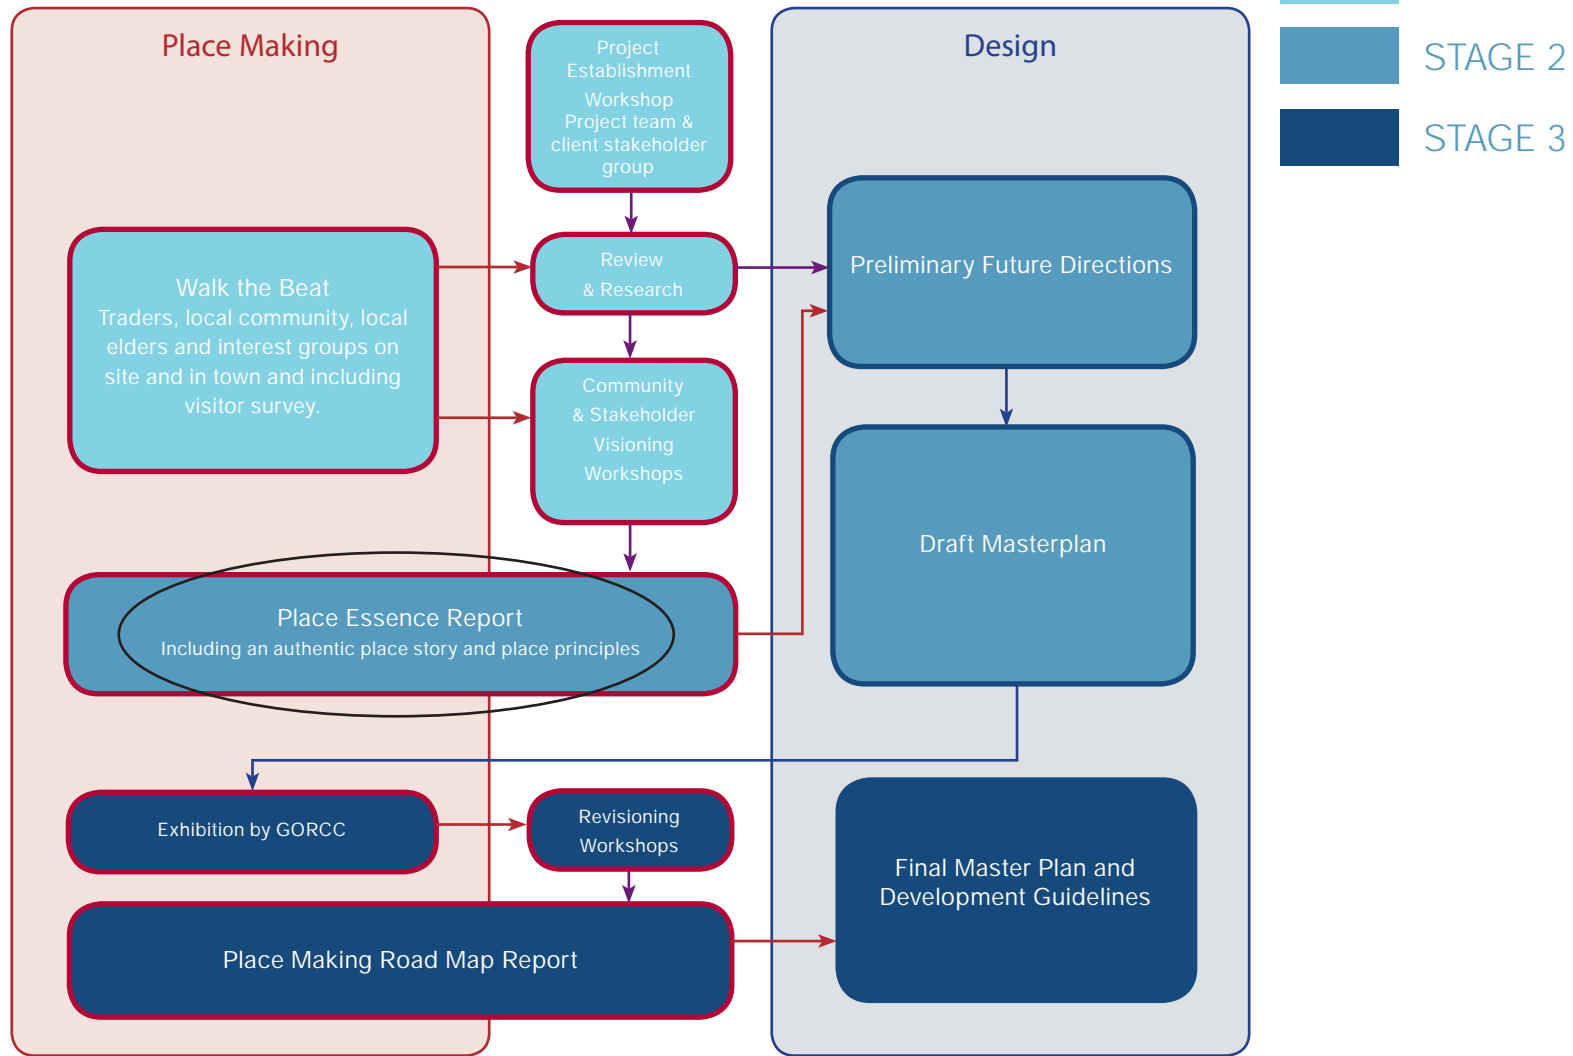 Place Making
Project
Establishment
Workshop
Project team &
client stakeholder
group
Design
STAGE 2
STAGE 3
Walk the Beat
Traders, local community, local
elders and interest groups on
site and in town and including
visitor survey.
Review
& Research
Preliminary Future Directions
Community
& Stakeholder
Visioning
Workshops
Draft Masterplan
Place Essence Report
Including an authentic place story and place principles
Exhibition by GORCC
Revisioning
Workshops
Final Master Plan and
Development Guidelines
Place Making Road Map Report